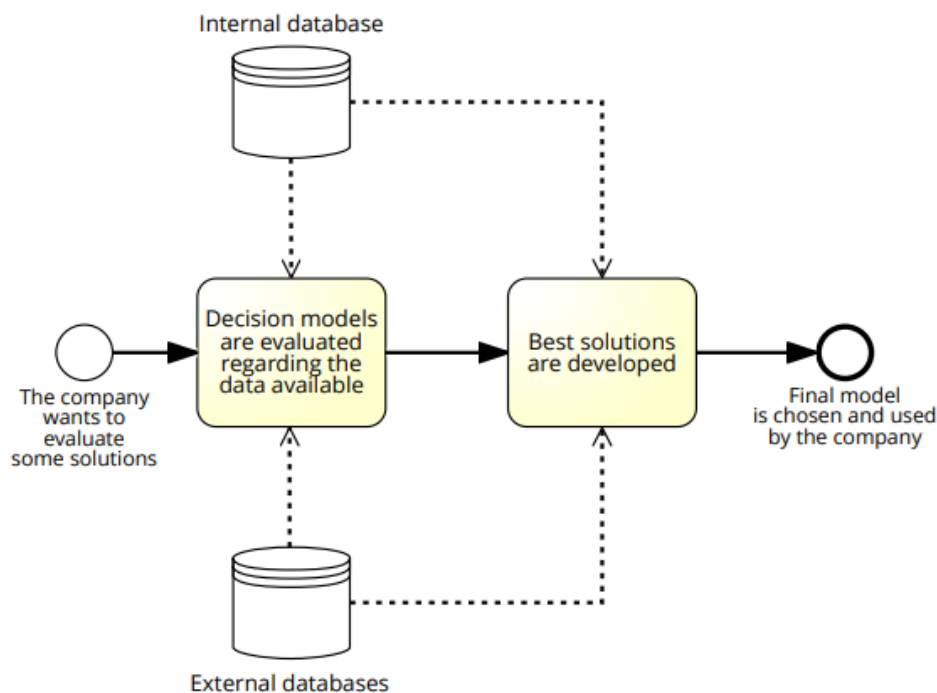 Internal database
Decision models
are evaluated
regarding the
data available
Best solutions
are developed
The company
wants to
evaluate
some solutions
Final model
is chosen and used
by the company
External databases